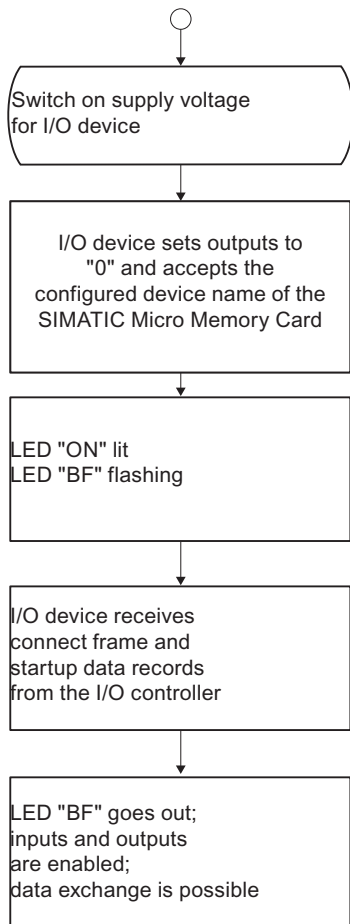 Switch on supply voltage
for I/O device
I/O device sets outputs to
"0" and accepts the
configured device name of the
SIMATIC Micro Memory Card
LED "ON" lit
LED "BF" flashing
I/O device receives
connect frame and
startup data records
from the I/O controller
LED "BF" goes out;
inputs and outputs
are enabled;
data exchange is possible